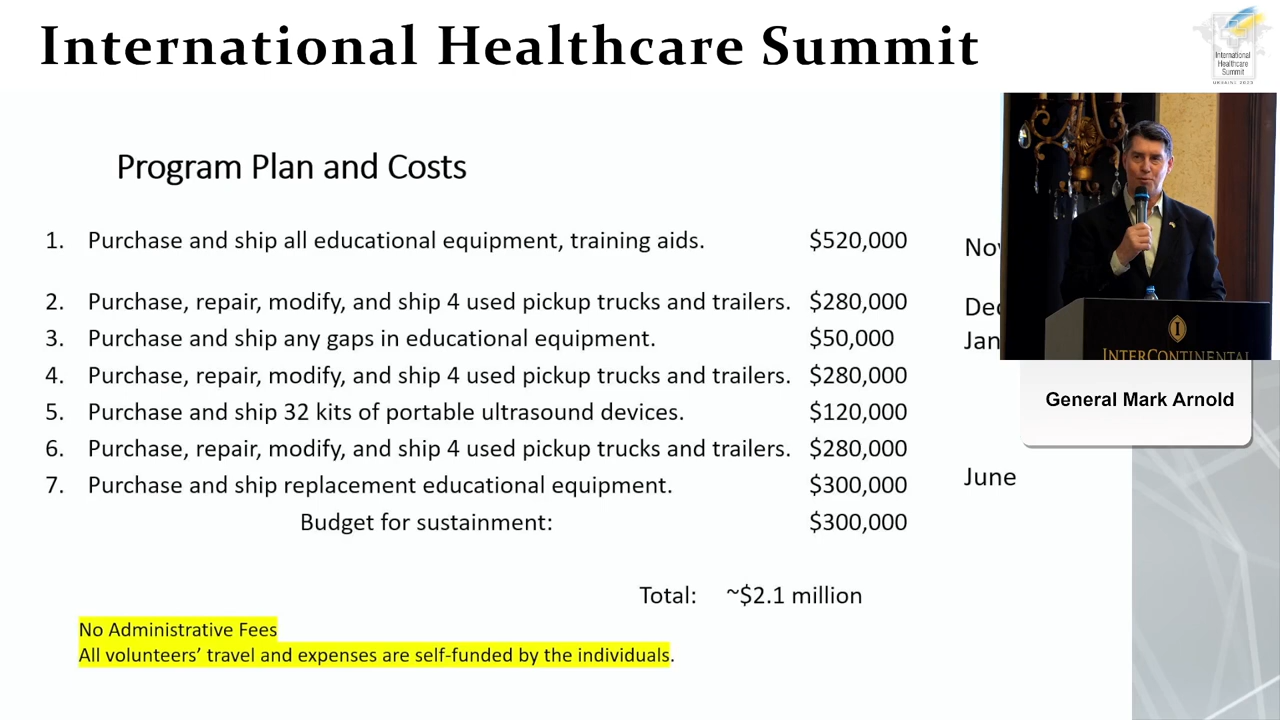 International Healthcare Summit
International
Healthcare
Summit
UKRAINE 2023
Program Plan and Costs
1. Purchase and ship all educational equipment, training aids. $520,000
2. Purchase, repair, modify, and ship 4 used pickup trucks and trailers. $280,000
3. Purchase and ship any gaps in educational equipment. $50,000
4. Purchase, repair, modify, and ship 4 used pickup trucks and trailers. $280,000
5. Purchase and ship 32 kits of portable ultrasound devices. $120,000
6. Purchase, repair, modify, and ship 4 used pickup trucks and trailers. $280,000
7. Purchase and ship replacement educational equipment. $300,000 June
Budget for sustainment: $300,000
Total: ~$2.1 million
No Administrative Fees
All volunteers’ travel and expenses are self-funded by the individuals.
I
INTERCONTINENTAL
General Mark Arnold